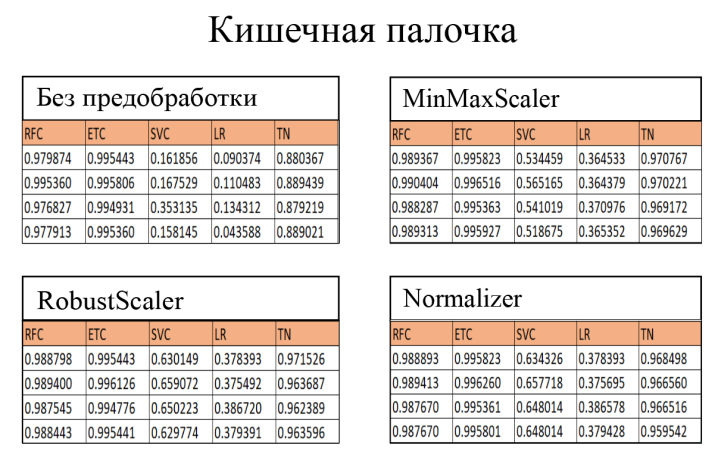 Кишечная палочка
Без предобработки
RFC ETC SVC LR TN
0.979874 0.995443 0.161856 0.090374 0.880367
0.995360 0.995806 0.167529 0.110483 0.889439
0.976827 0.994931 0.353135 0.134312 0.879219
0.977913 0.995360 0.158145 0.043588 0.889021
MinMaxScaler
RFC ETC SVC LR TN
0.989367 0.995823 0.534459 0.364533 0.970767
0.990404 0.996516 0.565165 0.364379 0.970221
0.988287 0.995363 0.541019 0.370976 0.969172
0.989313 0.995927 0.518675 0.365352 0.969629
RobustScaler
RFC ETC SVC LR TN
0.988798 0.995443 0.630149 0.378393 0.971526
0.989400 0.996126 0.659072 0.375492 0.963687
0.987545 0.994776 0.650223 0.386720 0.962389
0.988443 0.995441 0.629774 0.379391 0.963596
Normalizer
RFC ETC SVC LR TN
0.988893 0.995823 0.634326 0.378393 0.968498
0.989413 0.996260 0.657718 0.375695 0.966560
0.987670 0.995361 0.648014 0.386578 0.966516
0.987670 0.995801 0.648014 0.379428 0.959542